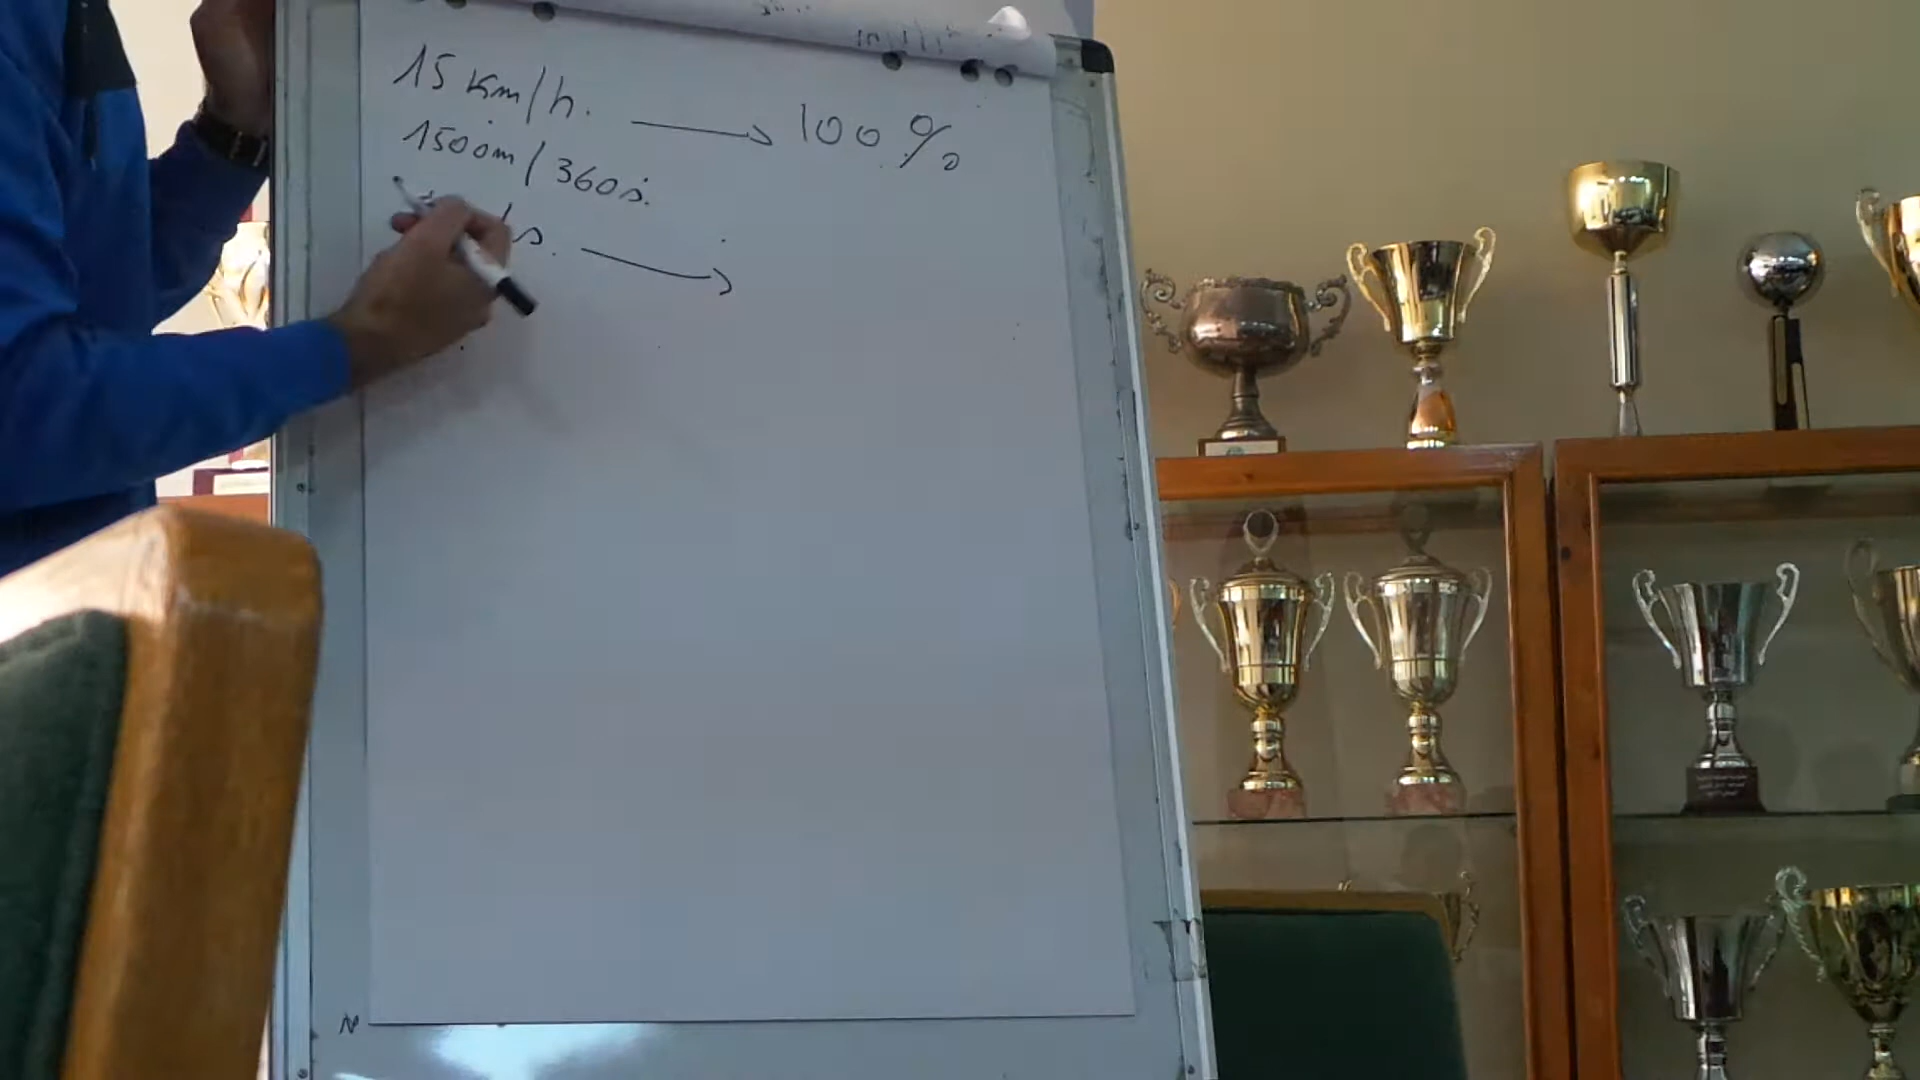 15 Km/h. → 100 %
1500m/360s.
/s. →